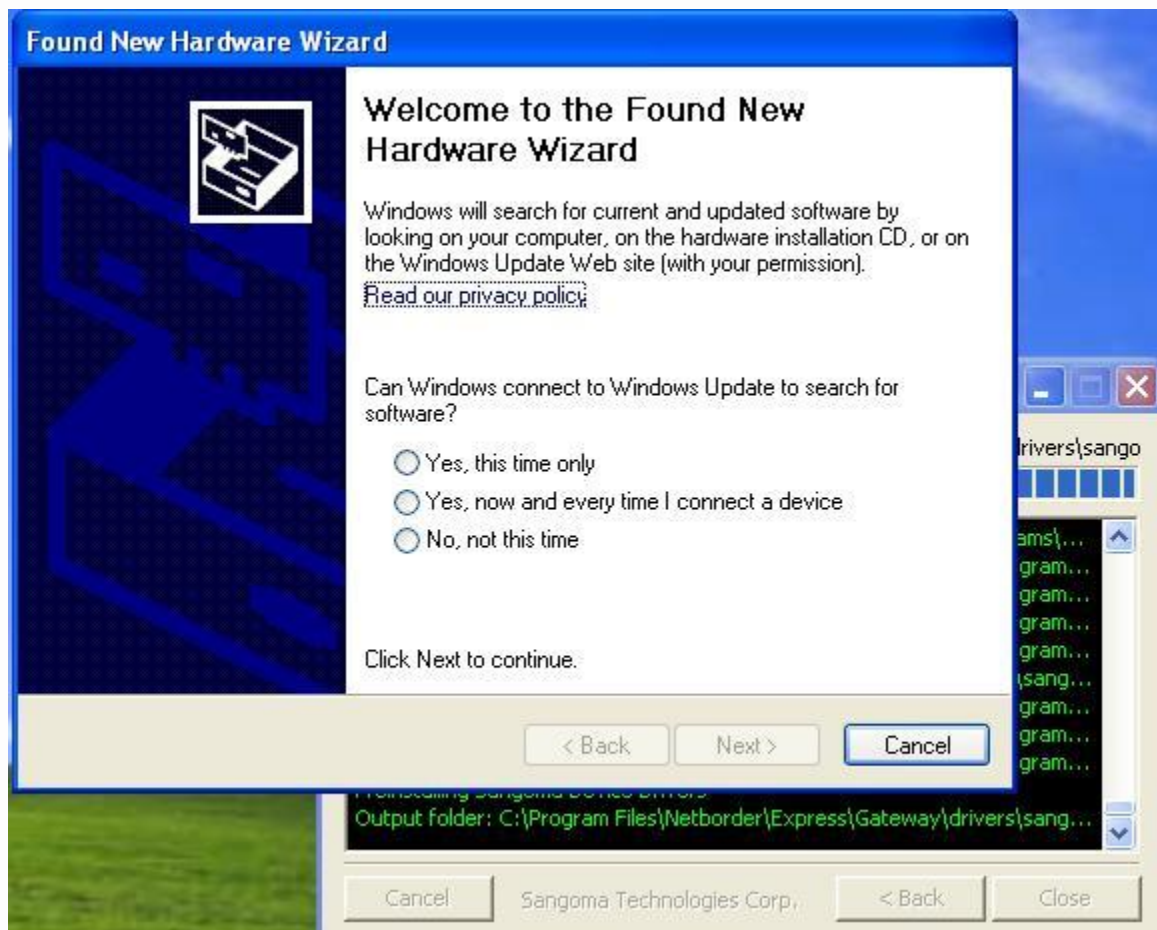 Found New Hardware Wizard
Welcome to the Found New
Hardware Wizard
Windows will search for current and updated software by
looking on your computer, on the hardware installation CD, or on
the Windows Update Web site (with your permission).
Read our privacy policy
Can Windows connect to Windows Update to search for
software?
Yes, this time only
Yes, now and every time I connect a device
No, not this time
Click Next to continue.
< Back
Next >
Cancel
rivers\sango
ams\...
gram...
gram...
gram...
gram...
\sang...
gram...
gram...
gram...
Preinstalling Sangoma Device Drivers
Output folder: C:\Program Files\Netborder\Express\Gateway\drivers\sang...
Cancel
Sangoma Technologies Corp.
< Back
Close